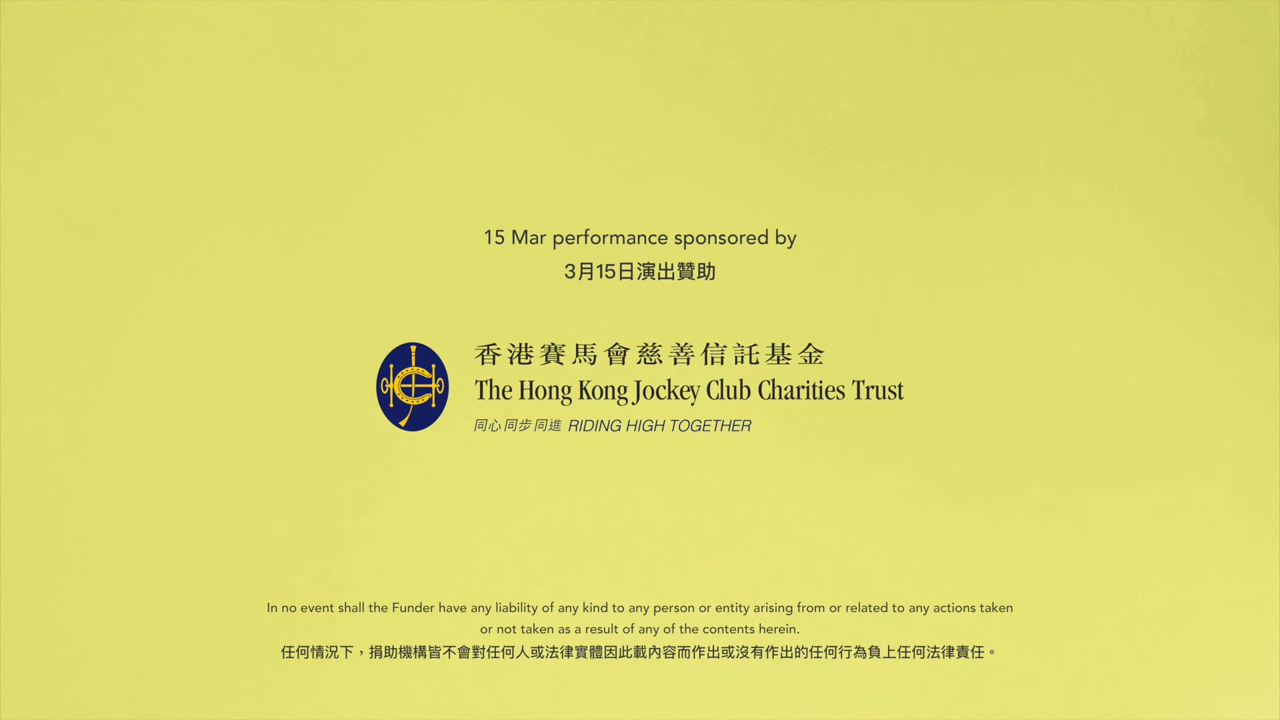 15 Mar performance sponsored by
3月15日演出贊助
香港賽馬會慈善信託基金
The Hong Kong Jockey Club Charities Trust
同心同步同進 RIDING HIGH TOGETHER
In no event shall the Funder have any liability of any kind to any person or entity arising from or related to any actions taken
or not taken as a result of any of the contents herein.
任何情況下，捐助機構皆不會對任何人或法律實體因此載內容而作出或沒有作出的任何行為負上任何法律責任。